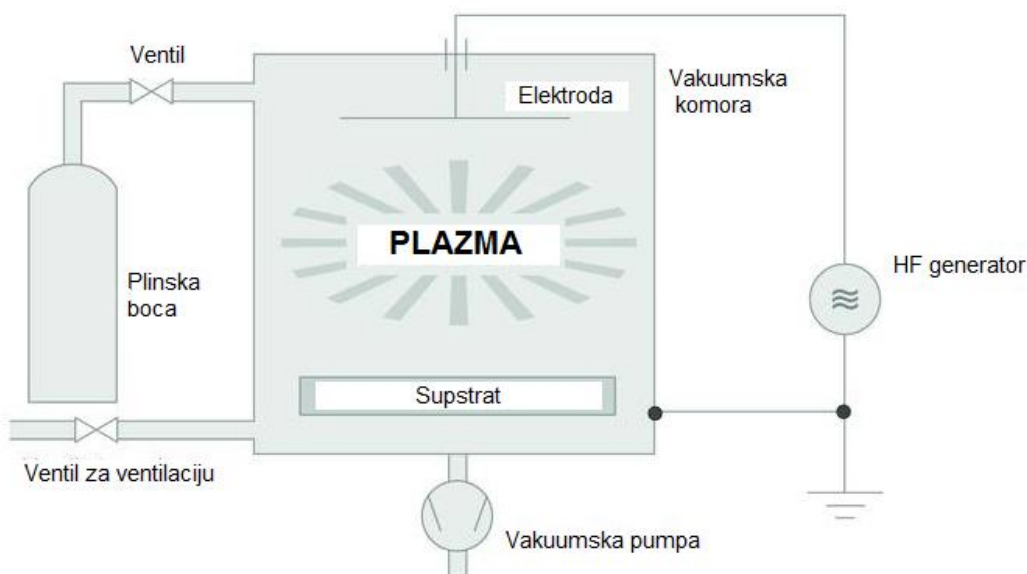 Ventil
Elektroda
Vakuumska
komora
PLAZMA
Plinska
boca
HF generator
Supstrat
Ventil za ventilaciju
Vakuumska pumpa